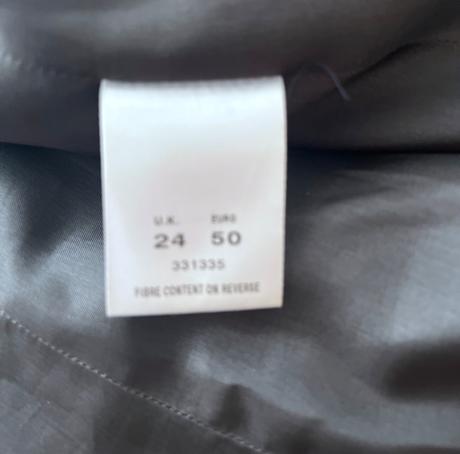 U.K. EURO
24 50
331335
FIBRE CONTENT ON REVERSE